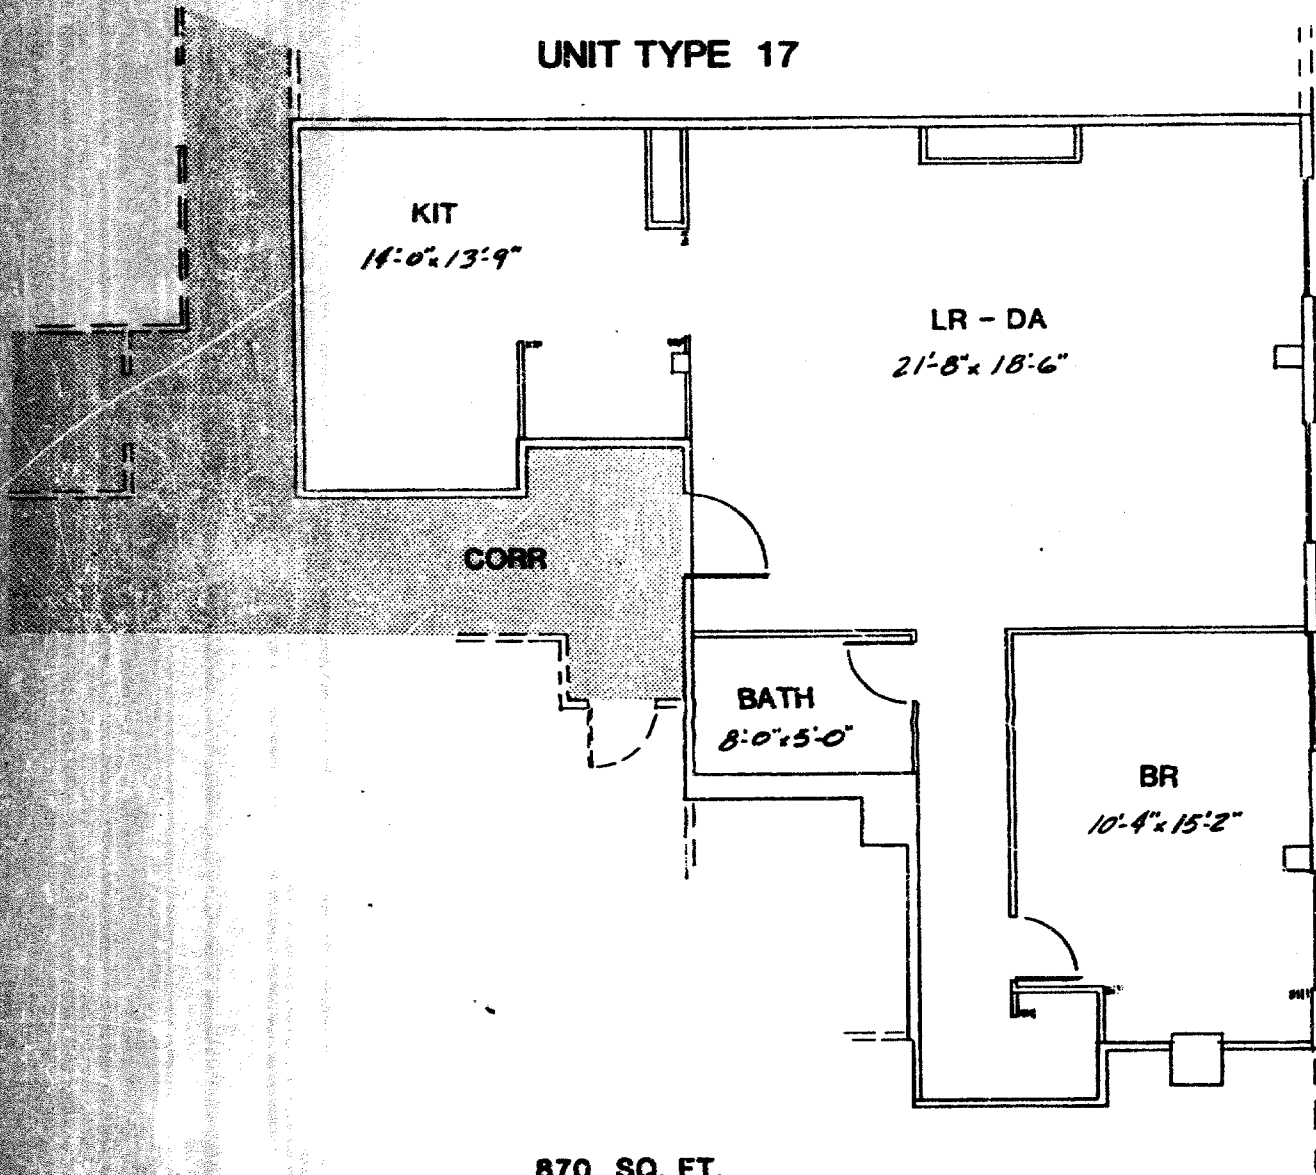 UNIT TYPE 17
KIT
14'-0" x 13'-9"
LR - DA
21'-8" x 18'-6"
CORR
BATH
8'-0" x 5'-0"
BR
10'-4" x 15'-2"
870 SQ. FT.